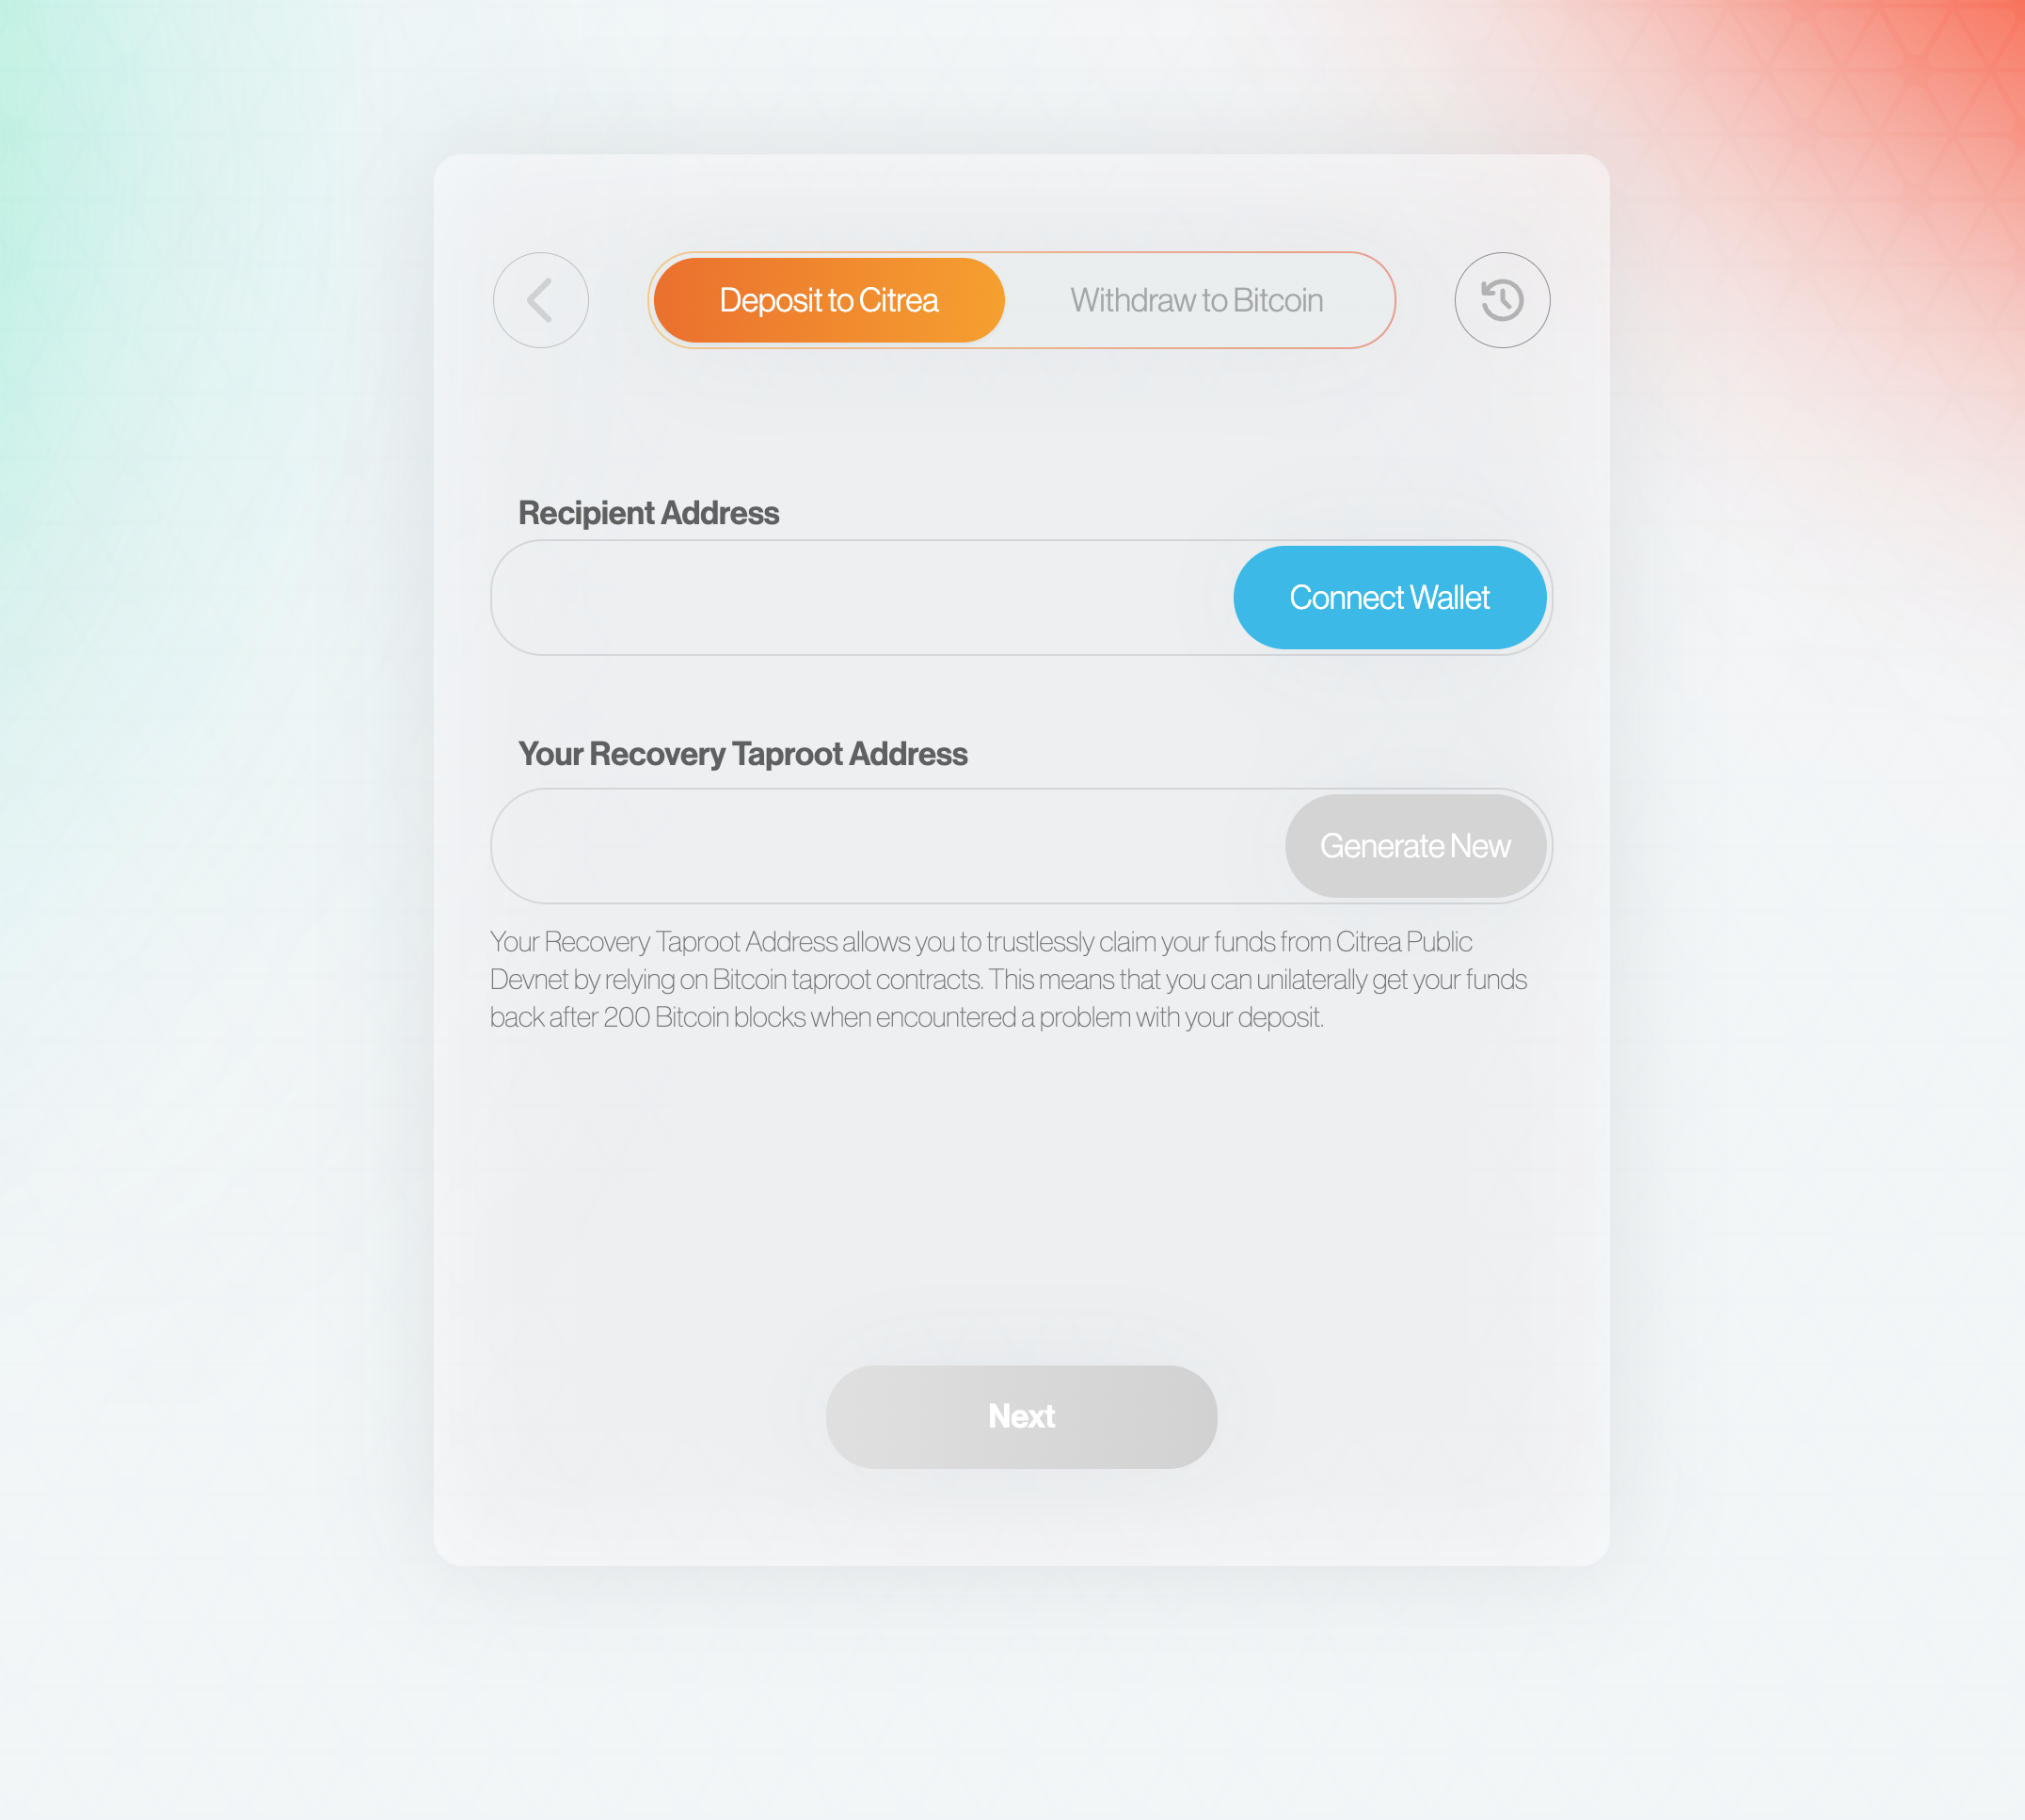 Deposit to Citrea
Withdraw to Bitcoin
Recipient Address
Connect Wallet
Your Recovery Taproot Address
Generate New
Your Recovery Taproot Address allows you to trustlessly claim your funds from Citrea Public
Devnet by relying on Bitcoin taproot contracts. This means that you can unilaterally get your funds
back after 200 Bitcoin blocks when encountered a problem with your deposit.
Next